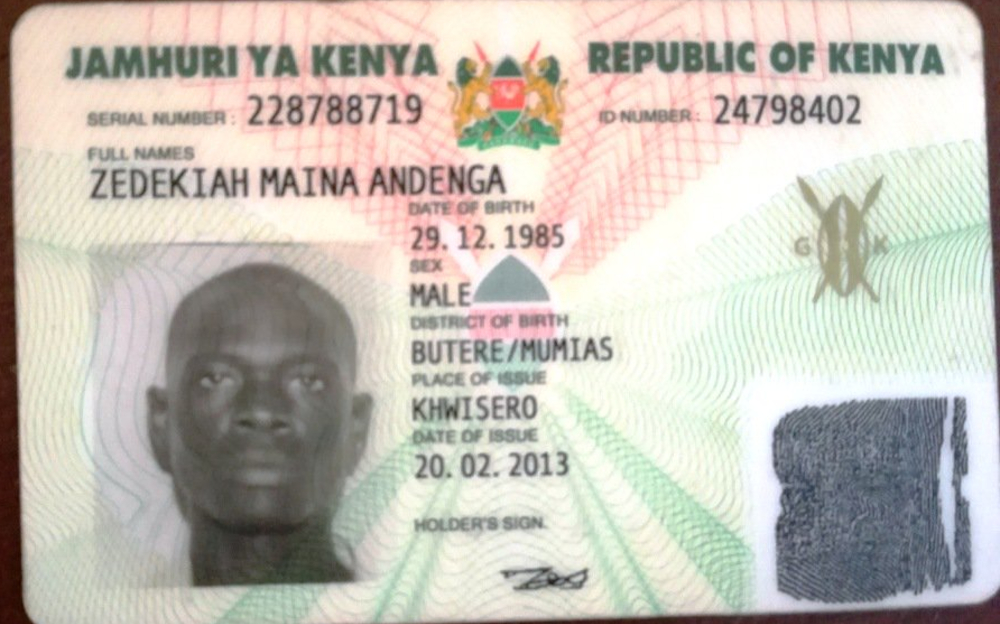 JAMHURI YA KENYA REPUBLIC OF KENYA
SERIAL NUMBER : 228788719 ID NUMBER : 24798402
FULL NAMES
ZEDEKIAH MAINA ANDENGA
DATE OF BIRTH
29. 12. 1985
G K
SEX
MALE
DISTRICT OF BIRTH
BUTERE/MUMIAS
PLACE OF ISSUE
KHWISERO
DATE OF ISSUE
20. 02. 2013
HOLDER'S SIGN.